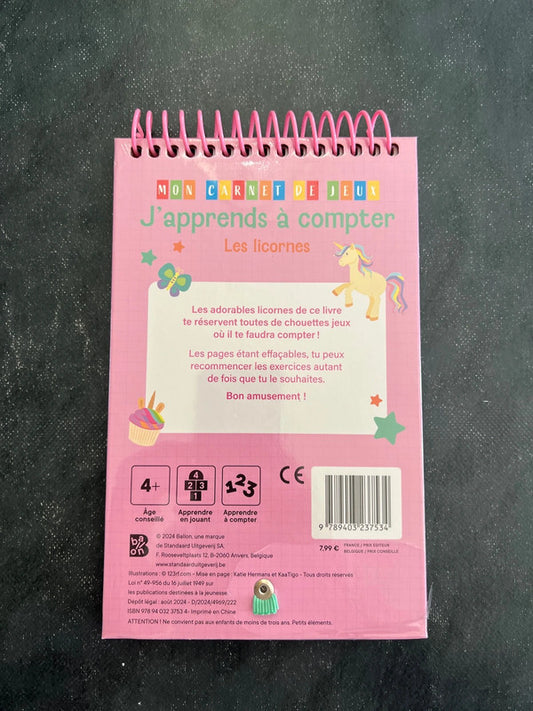 MON CARNET DE JEUX
J'apprends à compter
Les licornes
Les adorables licornes de ce livre
te réservent toutes de chouettes jeux
où il te faudra compter !
Les pages étant effaçables, tu peux
recommencer les exercices autant
de fois que tu le souhaites.
Bon amusement !
4+
Âge
conseillé
4
2 3
1
Apprendre
en jouant
123
Apprendre
à compter
CE
9 789403 237534
7,99 €
FRANCE / PRIX ÉDITEUR
BELGIQUE / PRIX CONSEILLÉ
ba
on
© 2024 Ballon, une marque
de Standaard Uitgeverij SA,
F. Rooseveltplaats 12, B-2060 Anvers, Belgique
www.standaarduitgeverij.be
Illustrations : © 123rf.com - Mise en page : Katie Hermans et KaaTigo - Tous droits réservés
Loi n° 49-956 du 16 juillet 1949 sur
les publications destinées à la jeunesse.
Dépôt légal : août 2024 - D/2024/4969/222
ISBN 978 94 032 3753 4 - Imprimé en Chine
ATTENTION ! Ne convient pas aux enfants de moins de trois ans. Petits éléments.